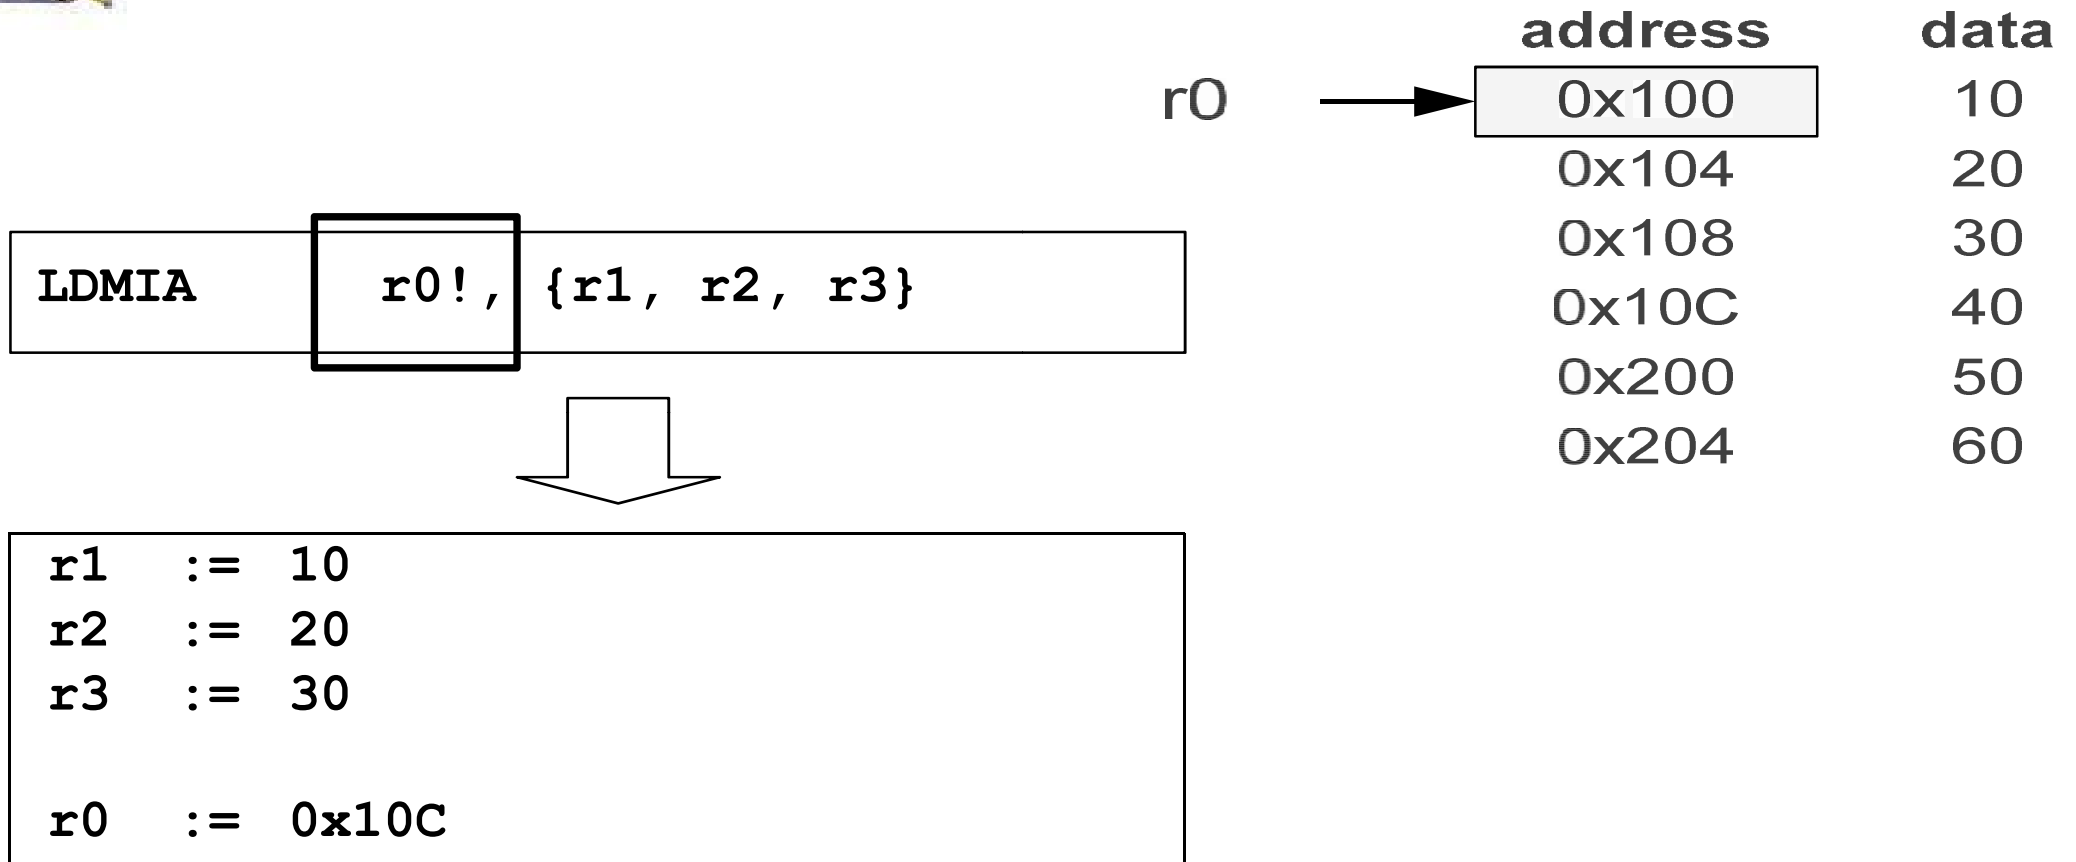 address data
r0 0x100 10
0x104 20
0x108 30
0x10C 40
0x200 50
0x204 60
LDMIA r0!, {r1, r2, r3}
r1 := 10
r2 := 20
r3 := 30
r0 := 0x10C